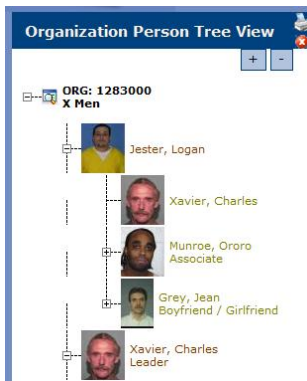 Organization Person Tree View
+ -
ORG: 1283000
X Men
Jester, Logan
Xavier, Charles
Munroe, Ororo
Associate
Grey, Jean
Boyfriend / Girlfriend
Xavier, Charles
Leader